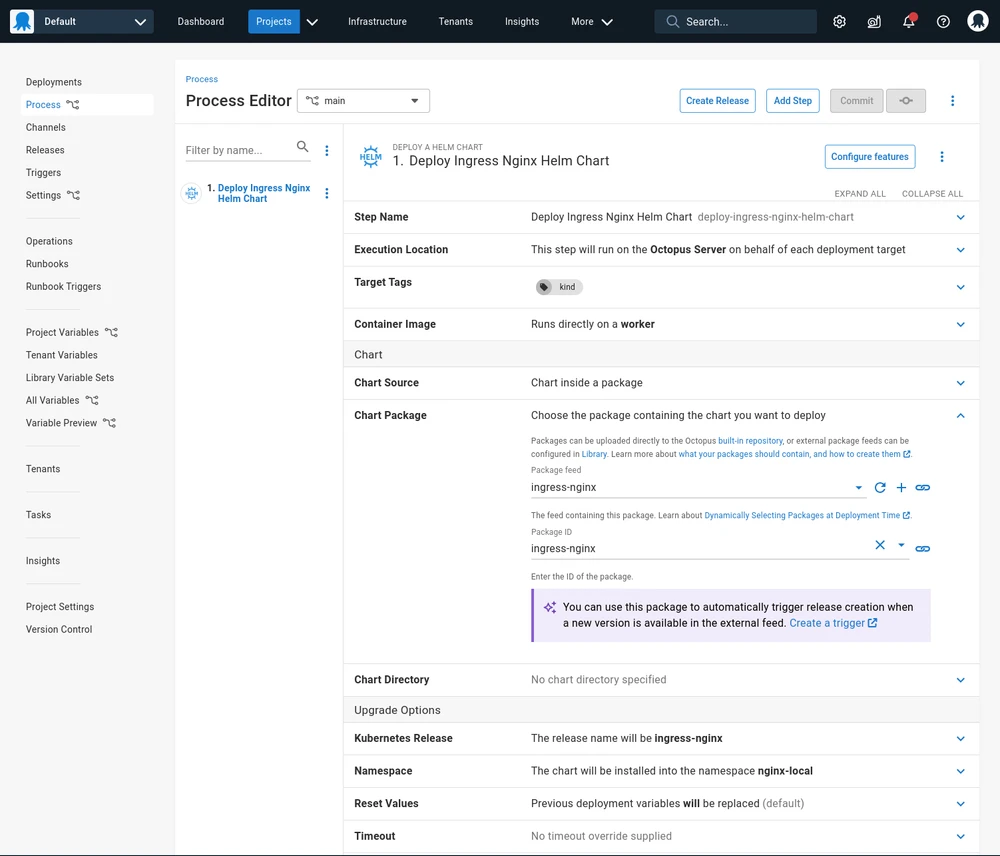 Default
Dashboard
Projects
Infrastructure
Tenants
Insights
More
Search...
Deployments
Process
Channels
Releases
Triggers
Settings
Operations
Runbooks
Runbook Triggers
Project Variables
Tenant Variables
Library Variable Sets
All Variables
Variable Preview
Tenants
Tasks
Insights
Project Settings
Version Control
Process
Process Editor
main
Create Release
Add Step
Commit
Filter by name...
HELM
1. Deploy Ingress Nginx
Helm Chart
HELM
DEPLOY A HELM CHART
1. Deploy Ingress Nginx Helm Chart
Configure features
EXPAND ALL
COLLAPSE ALL
Step Name
Deploy Ingress Nginx Helm Chart deploy-ingress-nginx-helm-chart
Execution Location
This step will run on the Octopus Server on behalf of each deployment target
Target Tags
kind
Container Image
Runs directly on a worker
Chart
Chart Source
Chart inside a package
Chart Package
Choose the package containing the chart you want to deploy
Packages can be uploaded directly to the Octopus built-in repository, or external package feeds can be
configured in Library. Learn more about what your packages should contain, and how to create them.
Package feed
ingress-nginx
The feed containing this package. Learn about Dynamically Selecting Packages at Deployment Time.
Package ID
ingress-nginx
Enter the ID of the package.
You can use this package to automatically trigger release creation when
a new version is available in the external feed. Create a trigger
Chart Directory
No chart directory specified
Upgrade Options
Kubernetes Release
The release name will be ingress-nginx
Namespace
The chart will be installed into the namespace nginx-local
Reset Values
Previous deployment variables will be replaced (default)
Timeout
No timeout override supplied